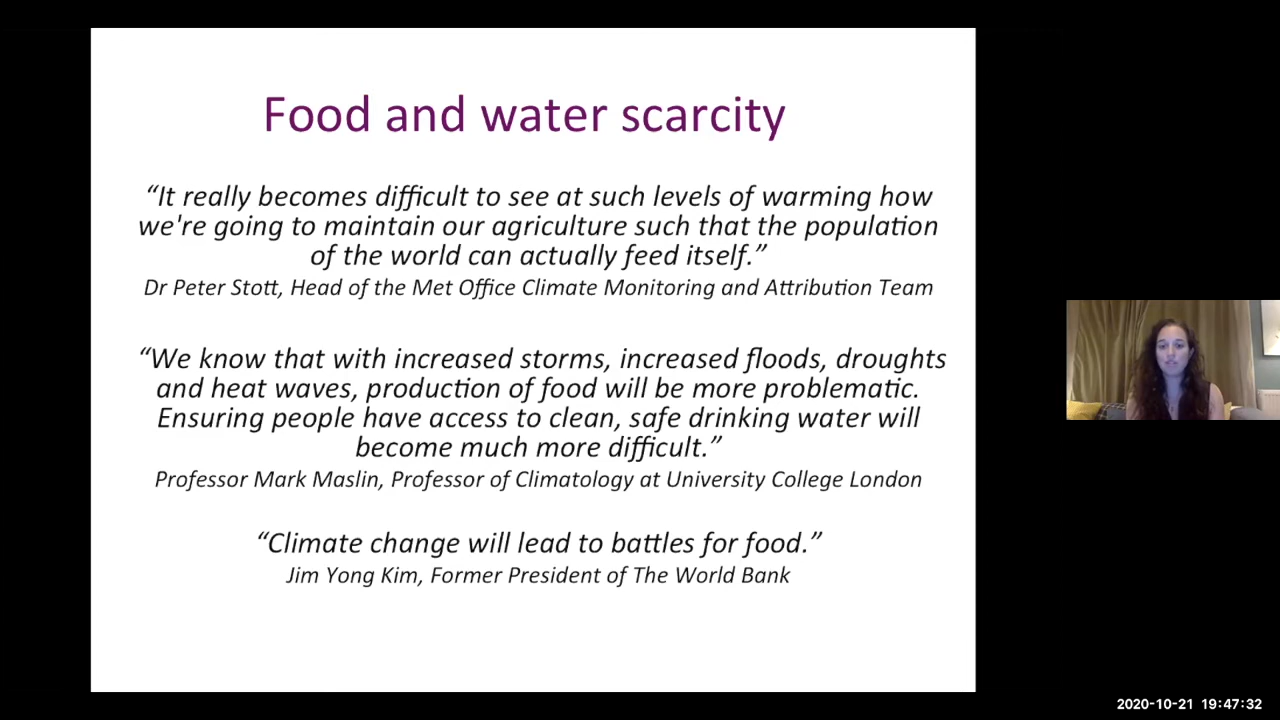 Food and water scarcity
“It really becomes difficult to see at such levels of warming how
we're going to maintain our agriculture such that the population
of the world can actually feed itself.”
Dr Peter Stott, Head of the Met Office Climate Monitoring and Attribution Team
“We know that with increased storms, increased floods, droughts
and heat waves, production of food will be more problematic.
Ensuring people have access to clean, safe drinking water will
become much more difficult.”
Professor Mark Maslin, Professor of Climatology at University College London
“Climate change will lead to battles for food.”
Jim Yong Kim, Former President of The World Bank
2020-10-21 19:47:32